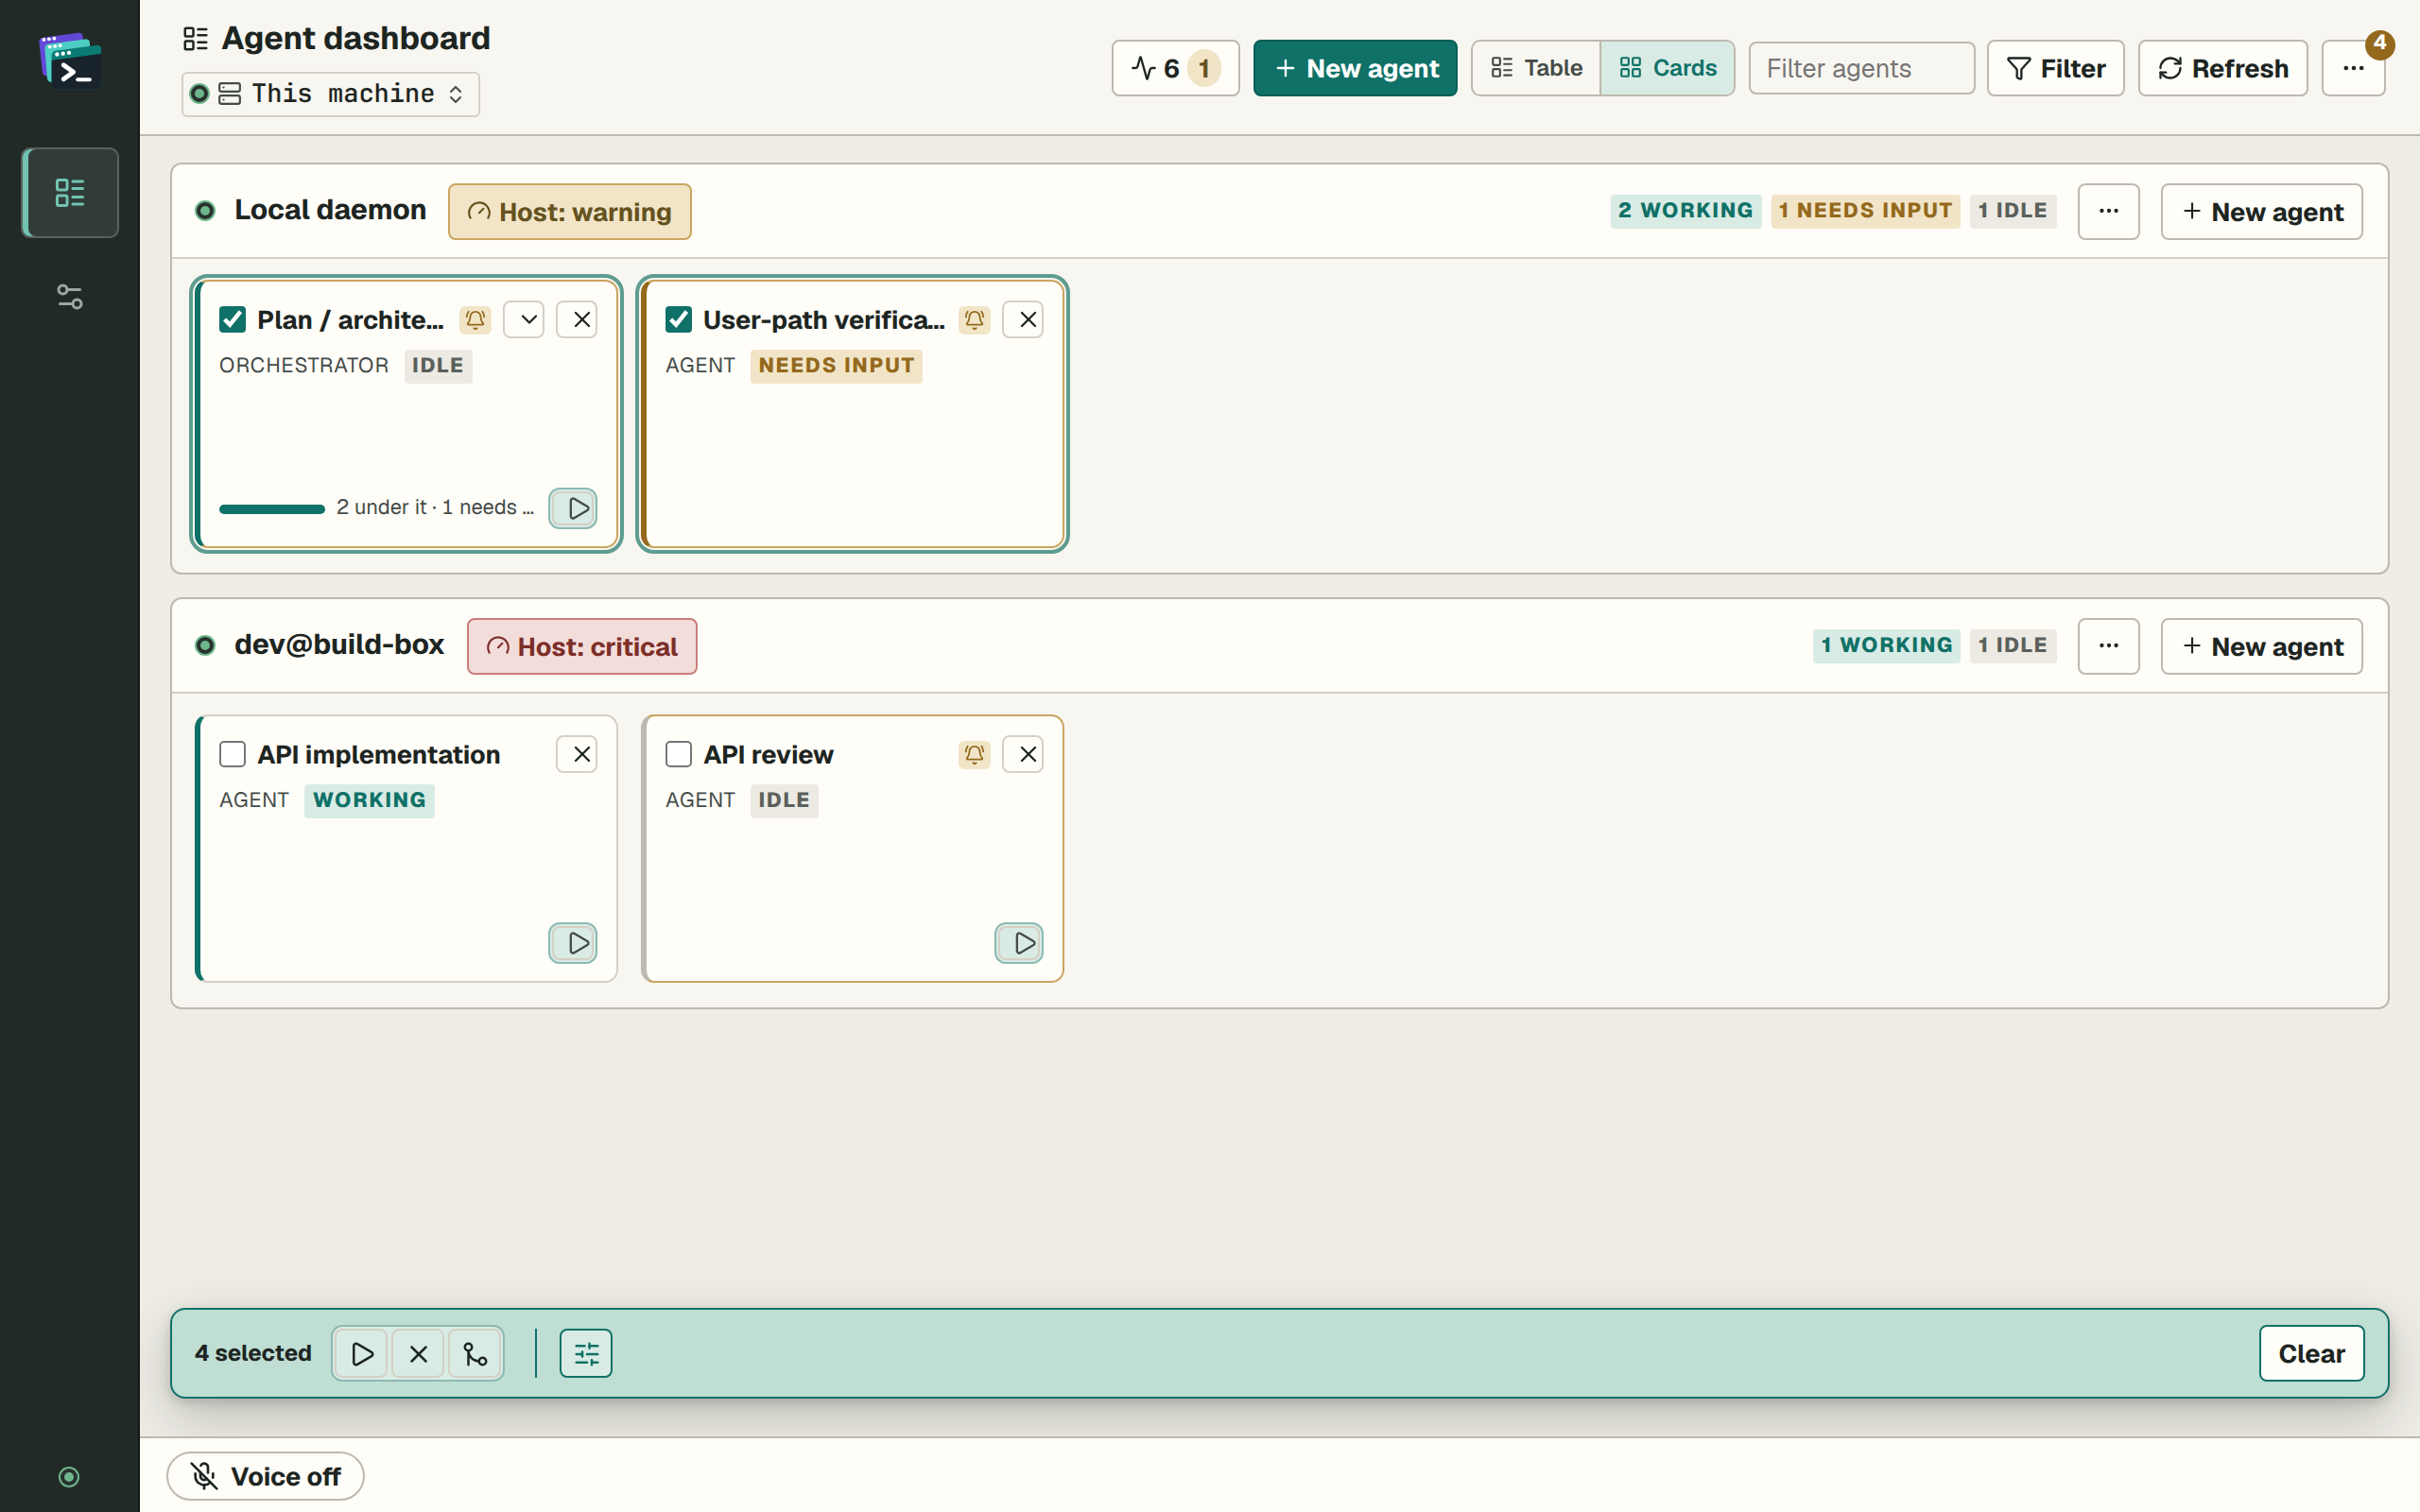 Agent dashboard
This machine
6 1
New agent
Table
Cards
Filter agents
Filter
Refresh
4
Local daemon
Host: warning
2 WORKING
1 NEEDS INPUT
1 IDLE
New agent
Plan / archite...
ORCHESTRATOR
IDLE
2 under it · 1 needs ...
User-path verifica...
AGENT
NEEDS INPUT
dev@build-box
Host: critical
1 WORKING
1 IDLE
New agent
API implementation
AGENT
WORKING
API review
AGENT
IDLE
4 selected
Clear
Voice off